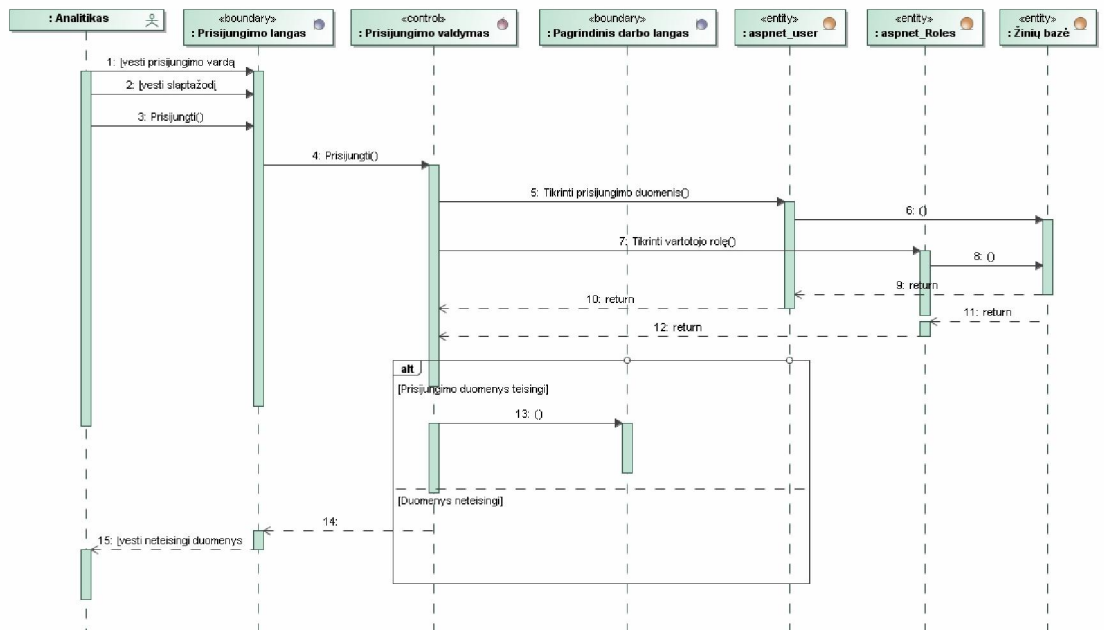 : Analitikas
«boundary»
: Prisijungimo langas
«control»
: Prisijungimo valdymas
«boundary»
: Pagrindinis darbo langas
«entity»
: aspnet_user
«entity»
: aspnet_Roles
«entity»
: Žinių bazė
1: Įvesti prisijungimo vardą
2: Įvesti slaptažodį
3: Prisijungti()
4: Prisijungti()
5: Tikrinti prisijungimo duomenis()
6: ()
7: Tikrinti vartotojo rolę()
8: ()
9: return
10: return
11: return
12: return
alt
[Prisijungimo duomenys teisingi]
13: ()
[Duomenys neteisingi]
14:
15: Įvesti neteisingi duomenys